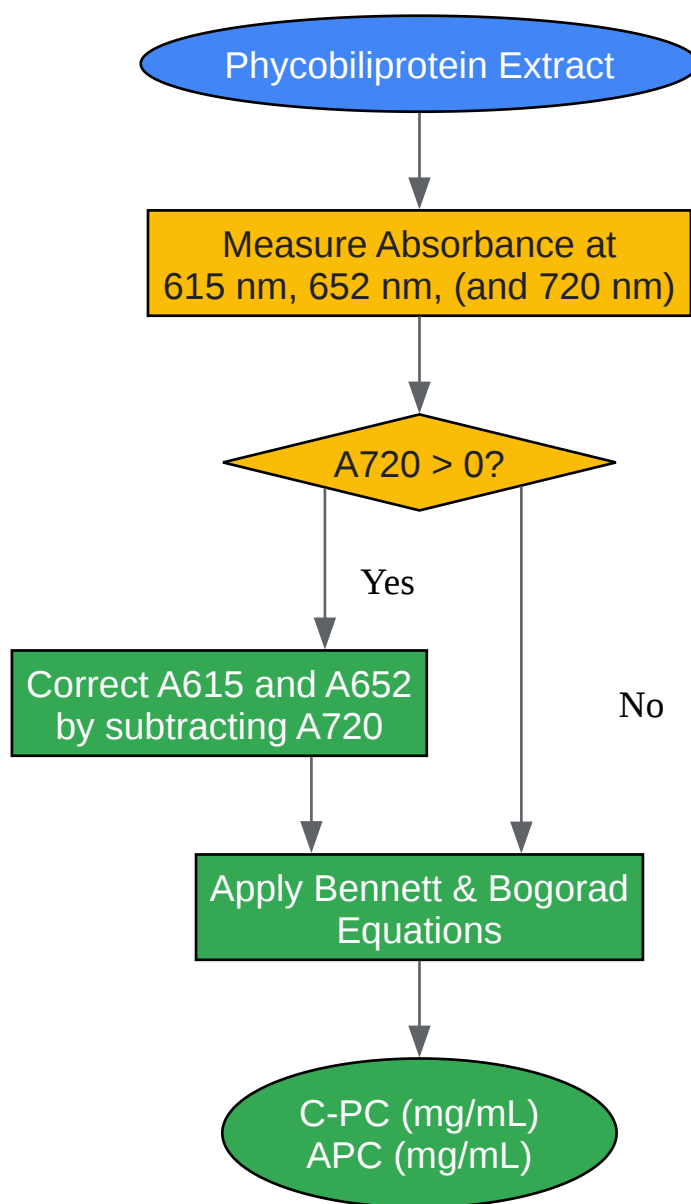 Phycobiliprotein Extract
Measure Absorbance at
615 nm, 652 nm, (and 720 nm)
A720 > 0?
Yes
Correct A615 and A652
by subtracting A720
No
Apply Bennett & Bogorad
Equations
C-PC (mg/mL)
APC (mg/mL)